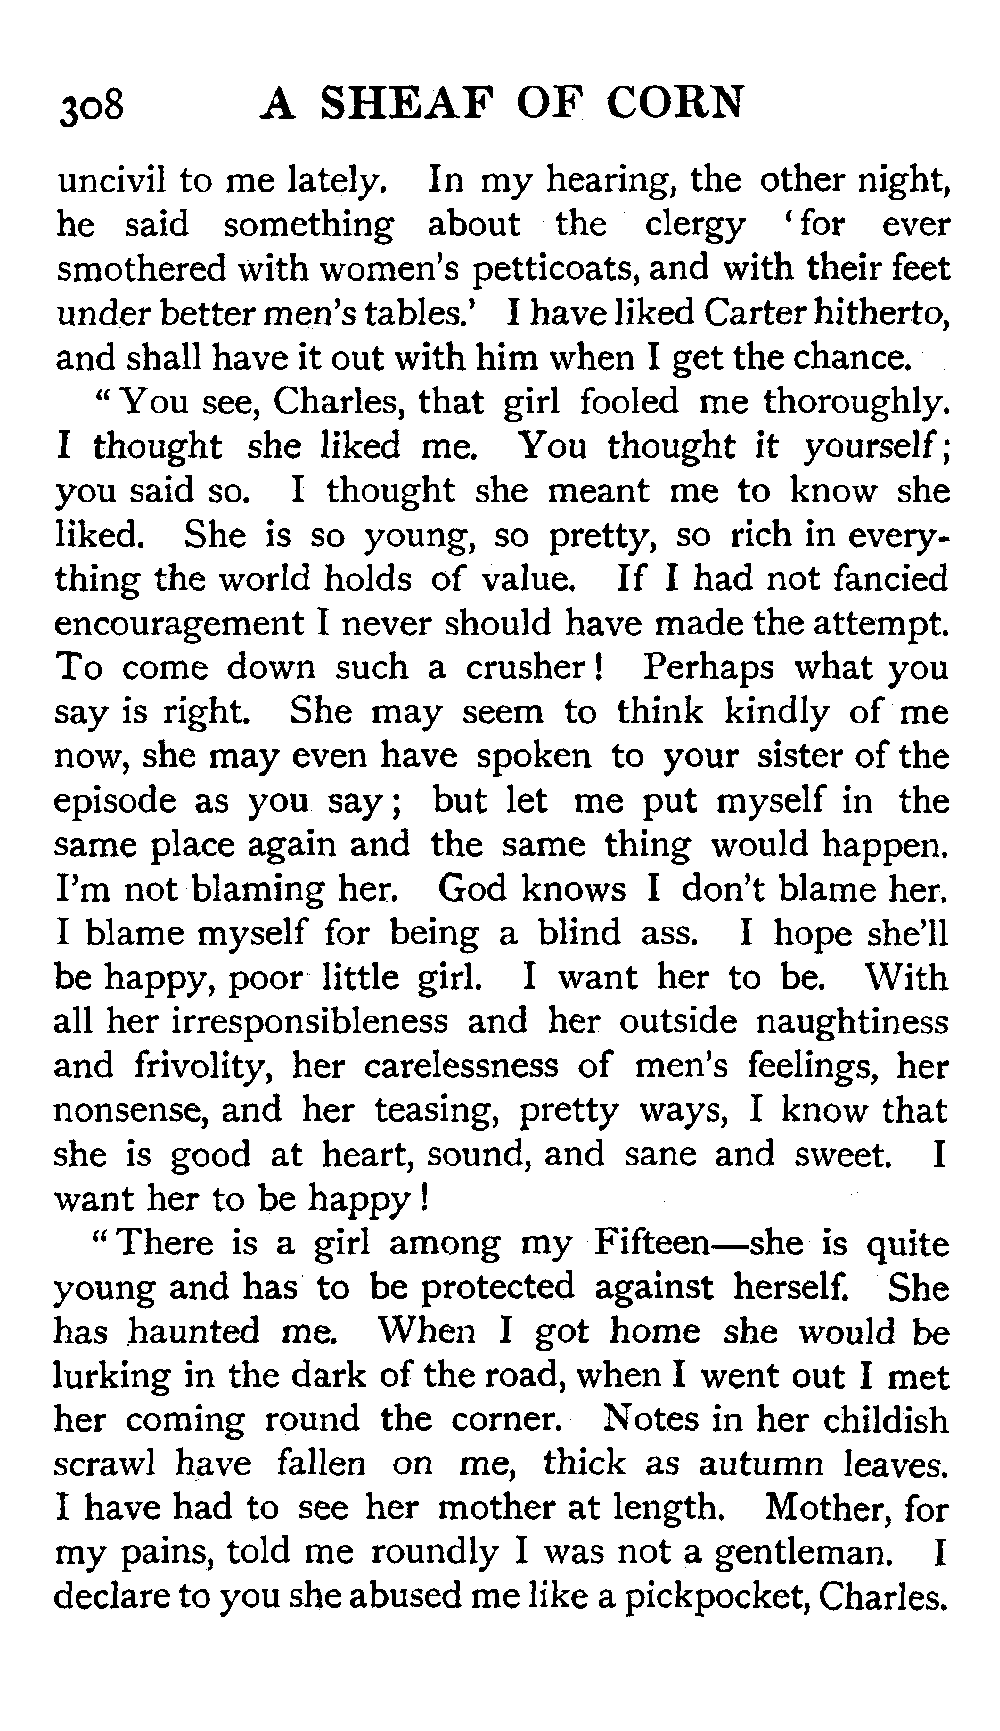 308 A SHEAF OF CORN
uncivil to me lately. In my hearing, the other night,
he said something about the clergy ‘for ever
smothered with women's petticoats, and with their feet
under better men's tables.’ I have liked Carter hitherto,
and shall have it out with him when I get the chance.
“You see, Charles, that girl fooled me thoroughly.
I thought she liked me. You thought it yourself;
you said so. I thought she meant me to know she
liked. She is so young, so pretty, so rich in every-
thing the world holds of value. If I had not fancied
encouragement I never should have made the attempt.
To come down such a crusher! Perhaps what you
say is right. She may seem to think kindly of me
now, she may even have spoken to your sister of the
episode as you say; but let me put myself in the
same place again and the same thing would happen.
I'm not blaming her. God knows I don't blame her.
I blame myself for being a blind ass. I hope she'll
be happy, poor little girl. I want her to be. With
all her irresponsibleness and her outside naughtiness
and frivolity, her carelessness of men's feelings, her
nonsense, and her teasing, pretty ways, I know that
she is good at heart, sound, and sane and sweet. I
want her to be happy!
“There is a girl among my Fifteen—she is quite
young and has to be protected against herself. She
has haunted me. When I got home she would be
lurking in the dark of the road, when I went out I met
her coming round the corner. Notes in her childish
scrawl have fallen on me, thick as autumn leaves.
I have had to see her mother at length. Mother, for
my pains, told me roundly I was not a gentleman. I
declare to you she abused me like a pickpocket, Charles.